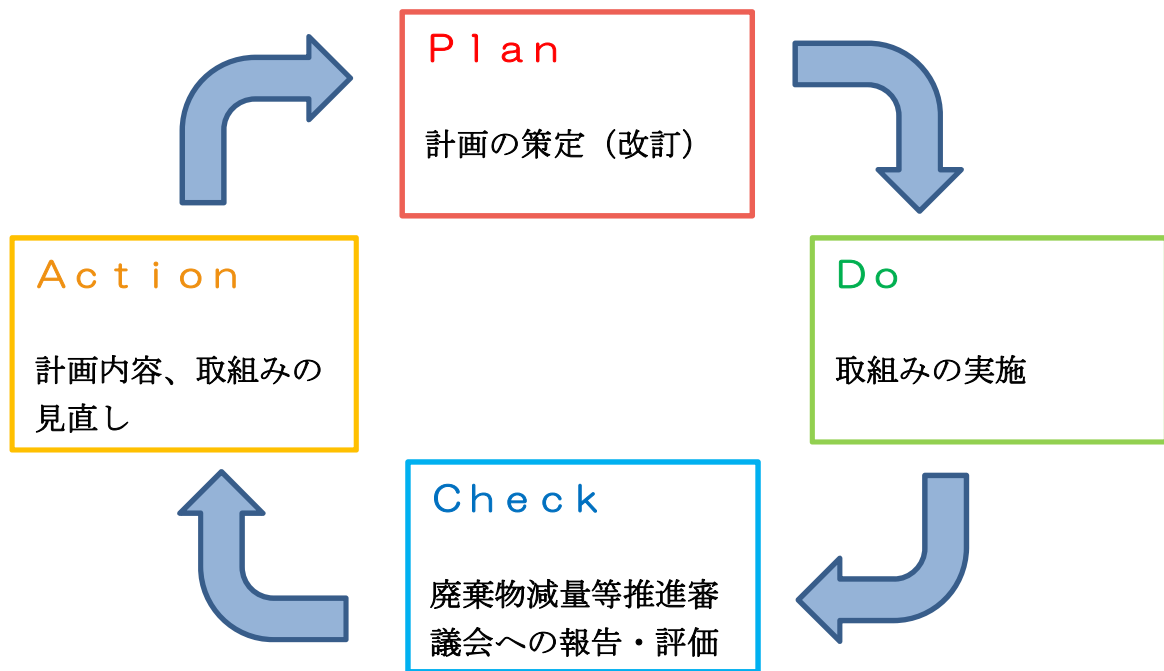 Ｐｌａｎ
計画の策定（改訂）
Ｄｏ
取組みの実施
Ｃｈｅｃｋ
廃棄物減量等推進審
議会への報告・評価
Ａｃｔｉｏｎ
計画内容、取組みの
見直し